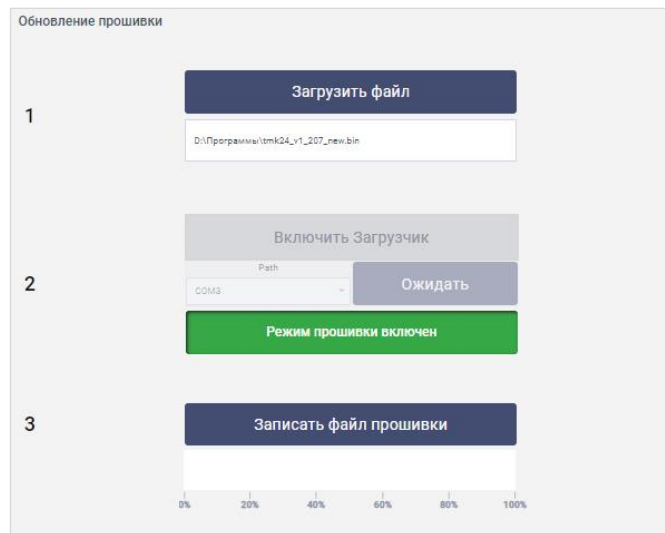 Обновление прошивки
1
Загрузить файл
D:\Программы\tmk24_v1_207_new.bin
2
Включить Загрузчик
Path
COM3
Ожидать
Режим прошивки включен
3
Записать файл прошивки
0% 20% 40% 60% 80% 100%